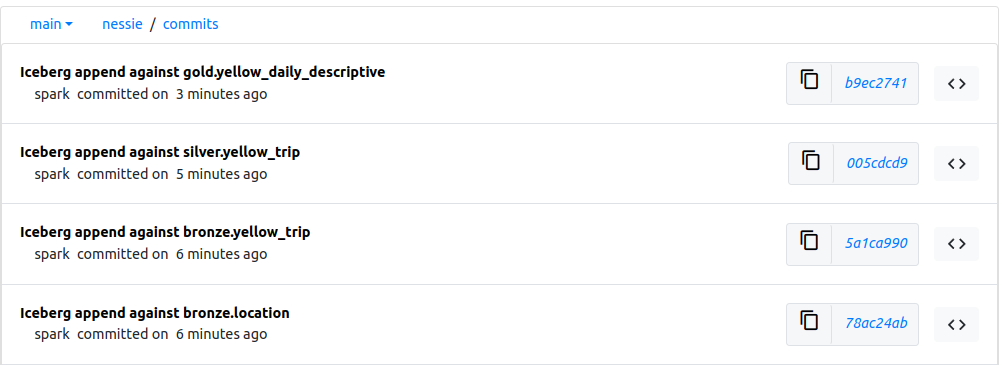 main nessie / commits
Iceberg append against gold.yellow_daily_descriptive
spark committed on 3 minutes ago
b9ec2741
Iceberg append against silver.yellow_trip
spark committed on 5 minutes ago
005cdcd9
Iceberg append against bronze.yellow_trip
spark committed on 6 minutes ago
5a1ca990
Iceberg append against bronze.location
spark committed on 6 minutes ago
78ac24ab